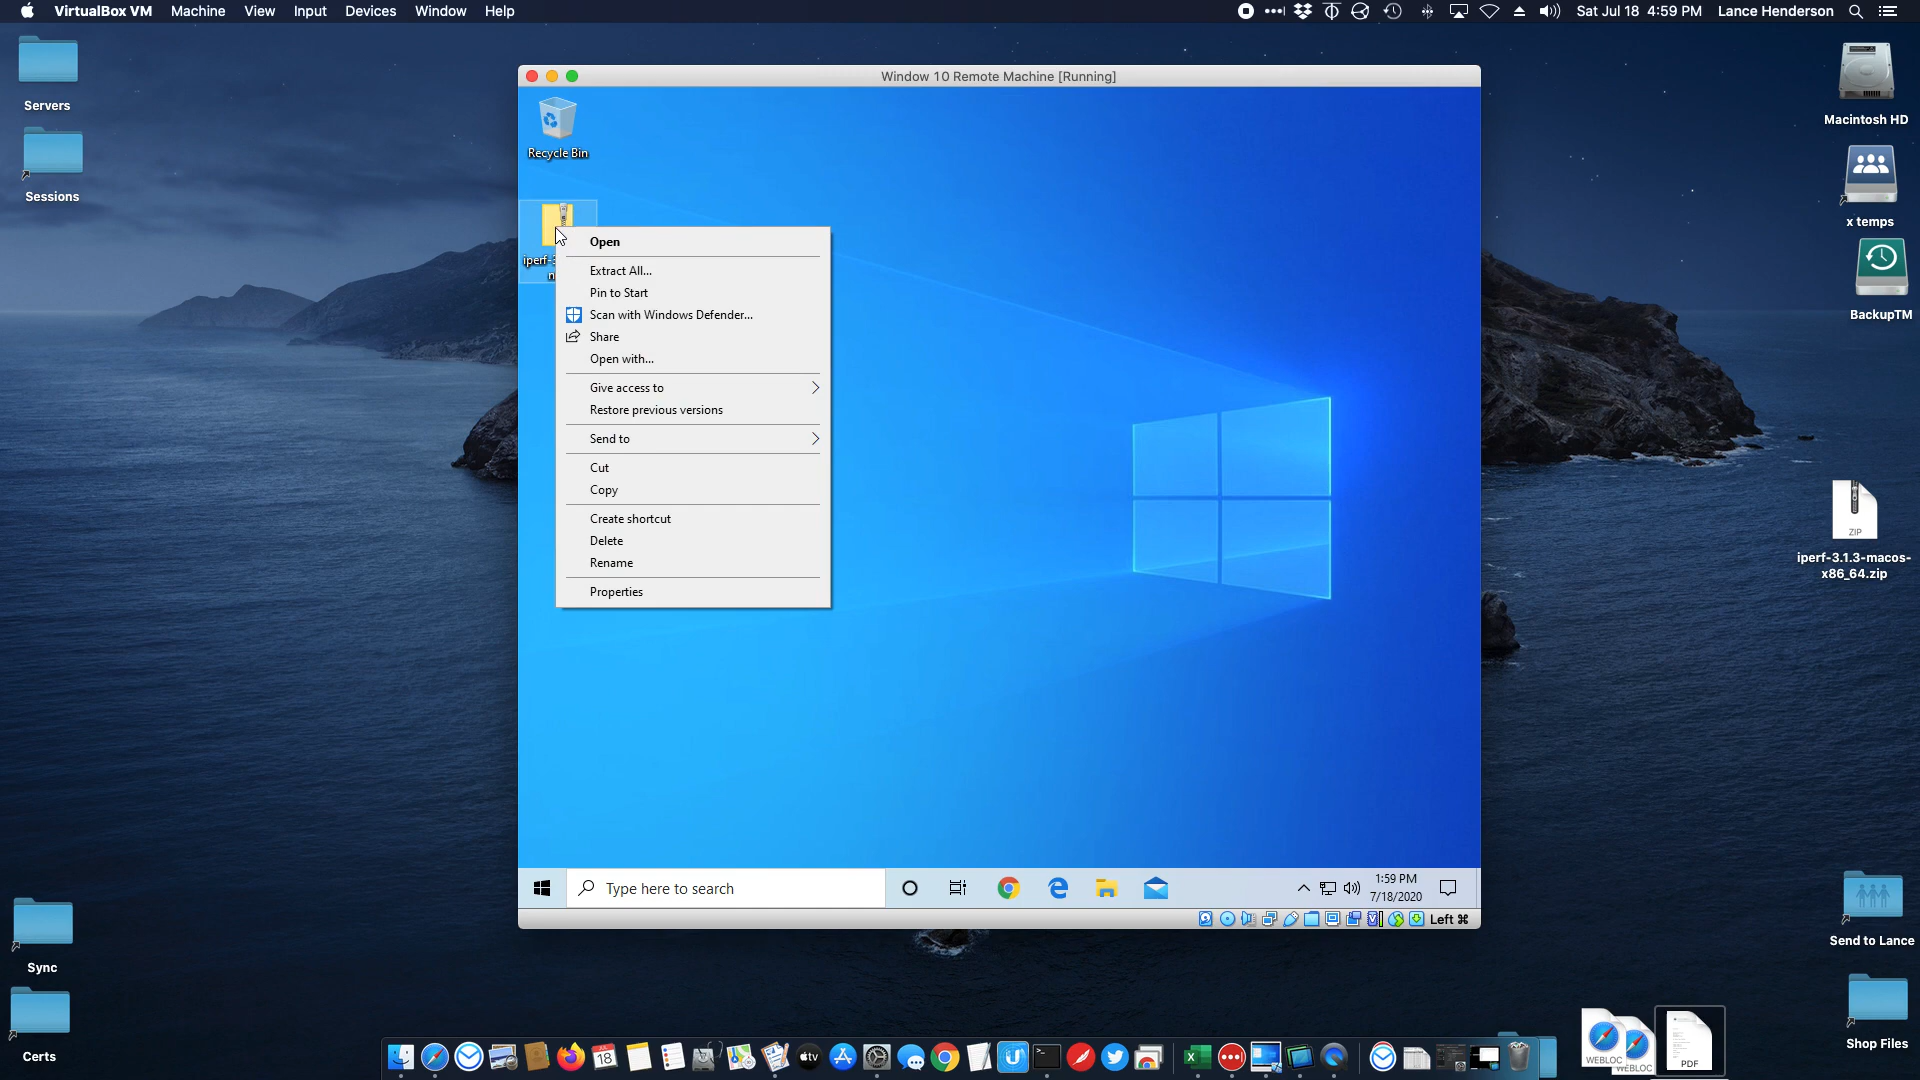 VirtualBox VM Machine View Input Devices Window Help
Sat Jul 18 4:59 PM Lance Henderson
Servers
Sessions
Sync
Certs
Window 10 Remote Machine [Running]
Recycle Bin
iperf-
Open
Extract All...
Pin to Start
Scan with Windows Defender...
Share
Open with...
Give access to
Restore previous versions
Send to
Cut
Copy
Create shortcut
Delete
Rename
Properties
Type here to search
1:59 PM
7/18/2020
Left ⌘
Macintosh HD
x temps
BackupTM
ZIP
iperf-3.1.3-macos-
x86_64.zip
Send to Lance
Shop Files
JUL
18
tv
WEBLOC
WEBLOC
PDF